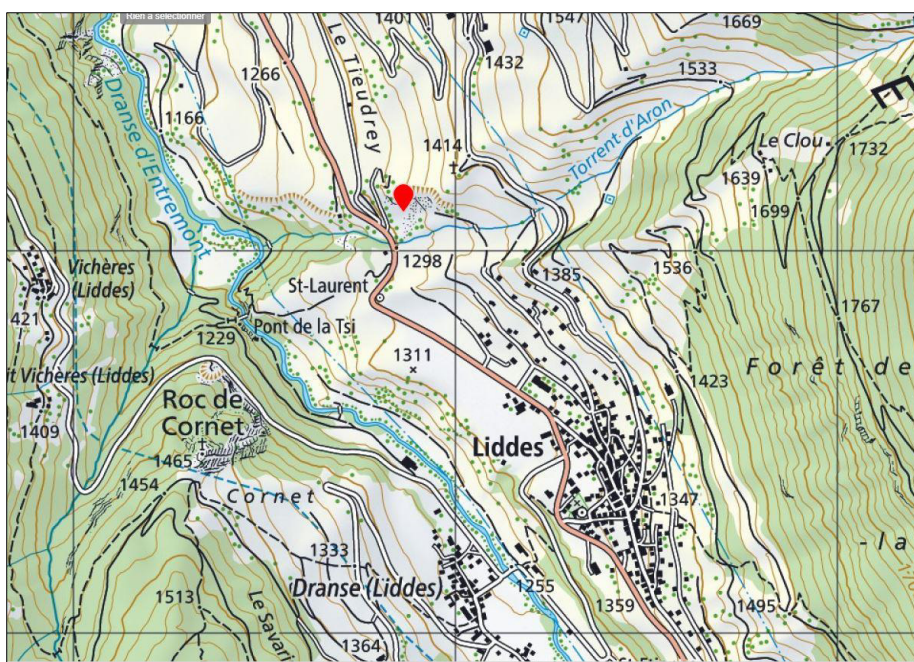 Rien à sélectionner
1401
1547
1669
1432
1266
Le Tieudrey
1533
Dranse d'Entremont
1166
1414
Torrent d'Aron
E
Le Clou
1732
1639
1699
1298
St-Laurent
1385
1536
Vichères
(Liddes)
421
1229
Pont de la Tsi
1767
1311
it Vichères (Liddes)
Forêt de
1423
Roc de
Cornet
1409
Liddes
1465
1454
Cornet
1347
1333
- la
Dranse (Liddes)
1255
1513
Le Savari
1359
1495
1364